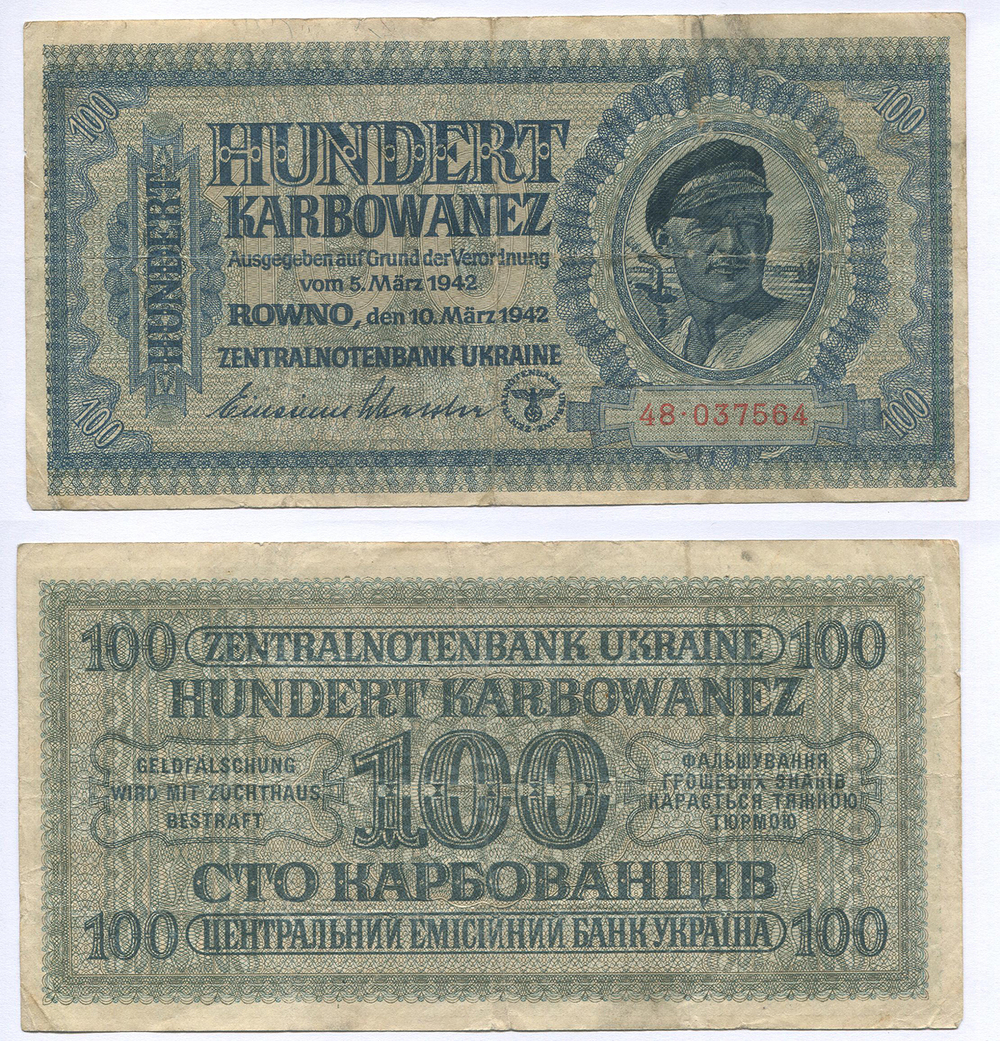 100
100
HUNDERT
HUNDERT
KARBOWANEZ
Ausgegeben auf Grund der Verordnung
vom 5. März 1942
ROWNO, den 10. März 1942
ZENTRALNOTENBANK UKRAINE
48·037564
100
100
100 ZENTRALNOTENBANK UKRAINE 100
HUNDERT KARBOWANEZ
GELDFÄLSCHUNG
WIRD MIT ZUCHTHAUS
BESTRAFT
100
ФАЛЬШУВАННЯ
ГРОШЕВИХ ЗНАКІВ
КАРАЄТЬСЯ ТЯЖКОЮ
ТЮРМОЮ
СТО КАРБОВАНЦІВ
100 ЦЕНТРАЛЬНИЙ ЕМІСІЙНИЙ БАНК УКРАЇНА 100